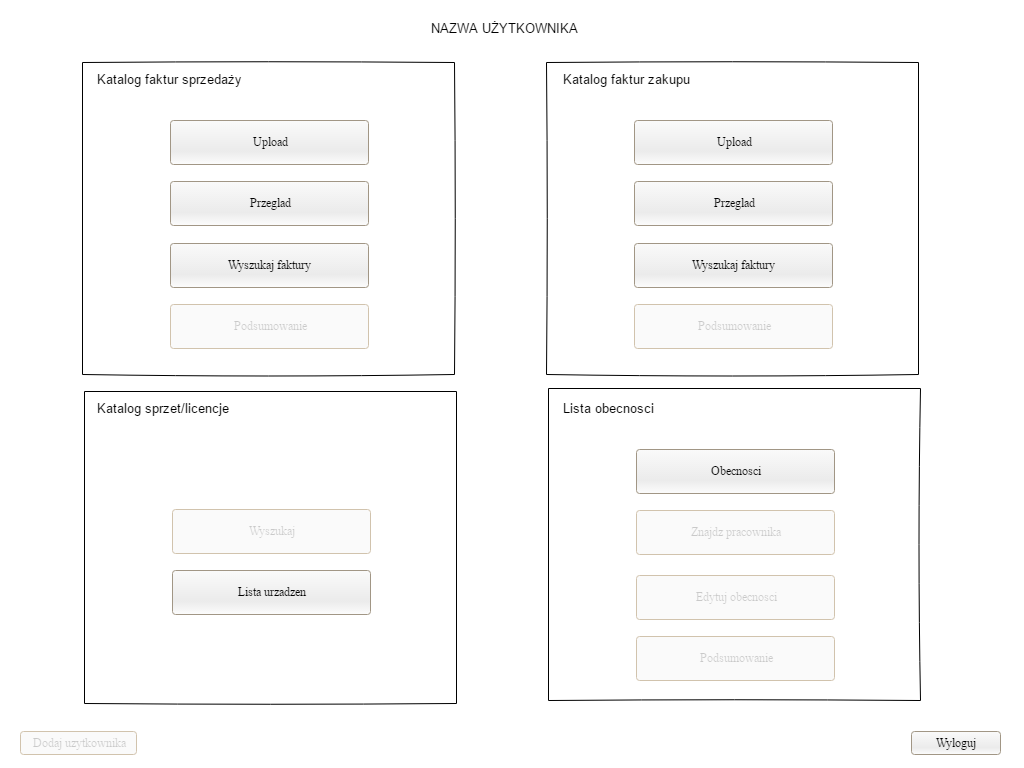 NAZWA UŻYTKOWNIKA
Katalog faktur sprzedaży
Upload
Przeglad
Wyszukaj faktury
Podsumowanie
Katalog faktur zakupu
Upload
Przeglad
Wyszukaj faktury
Podsumowanie
Katalog sprzet/licencje
Wyszukaj
Lista urzadzen
Lista obecnosci
Obecnosci
Znajdz pracownika
Edytuj obecnosci
Podsumowanie
Dodaj uzytkownika
Wyloguj